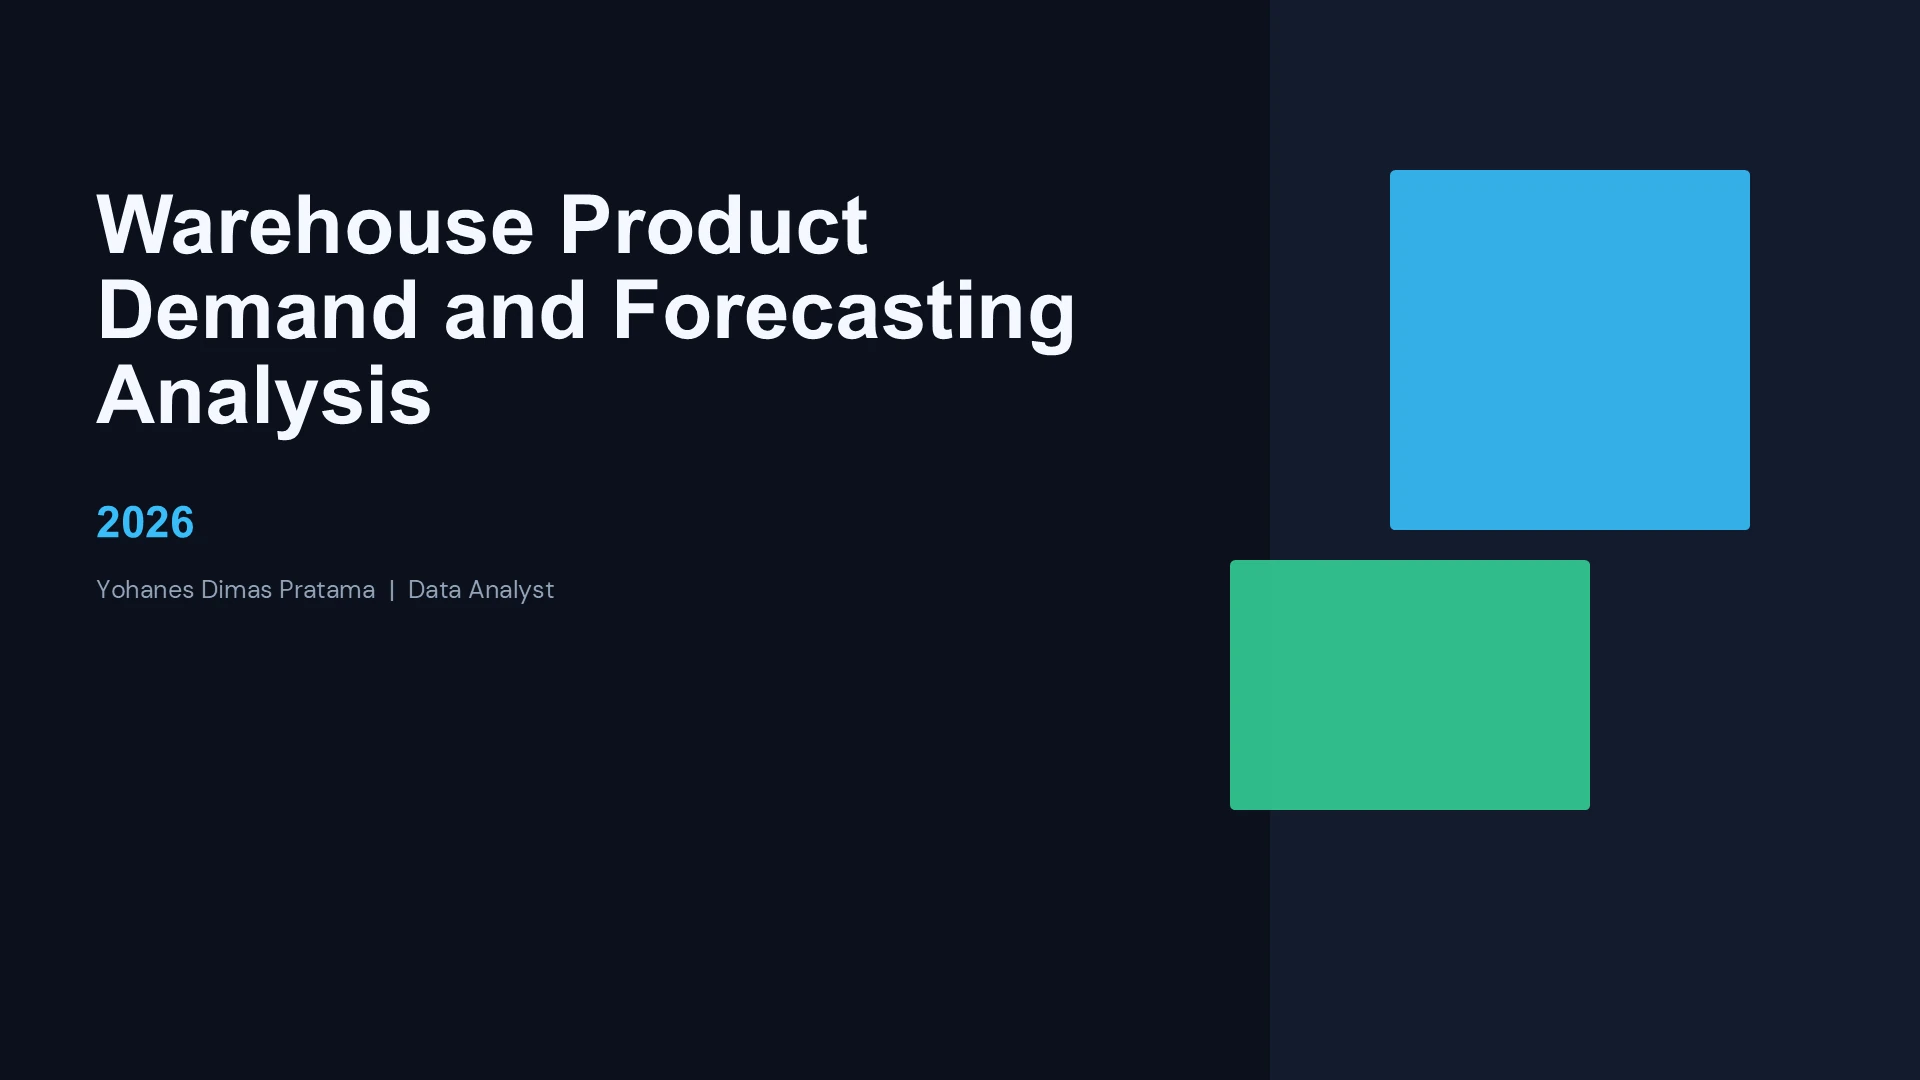 Warehouse Product
Demand and Forecasting
Analysis
2026
Yohanes Dimas Pratama | Data Analyst